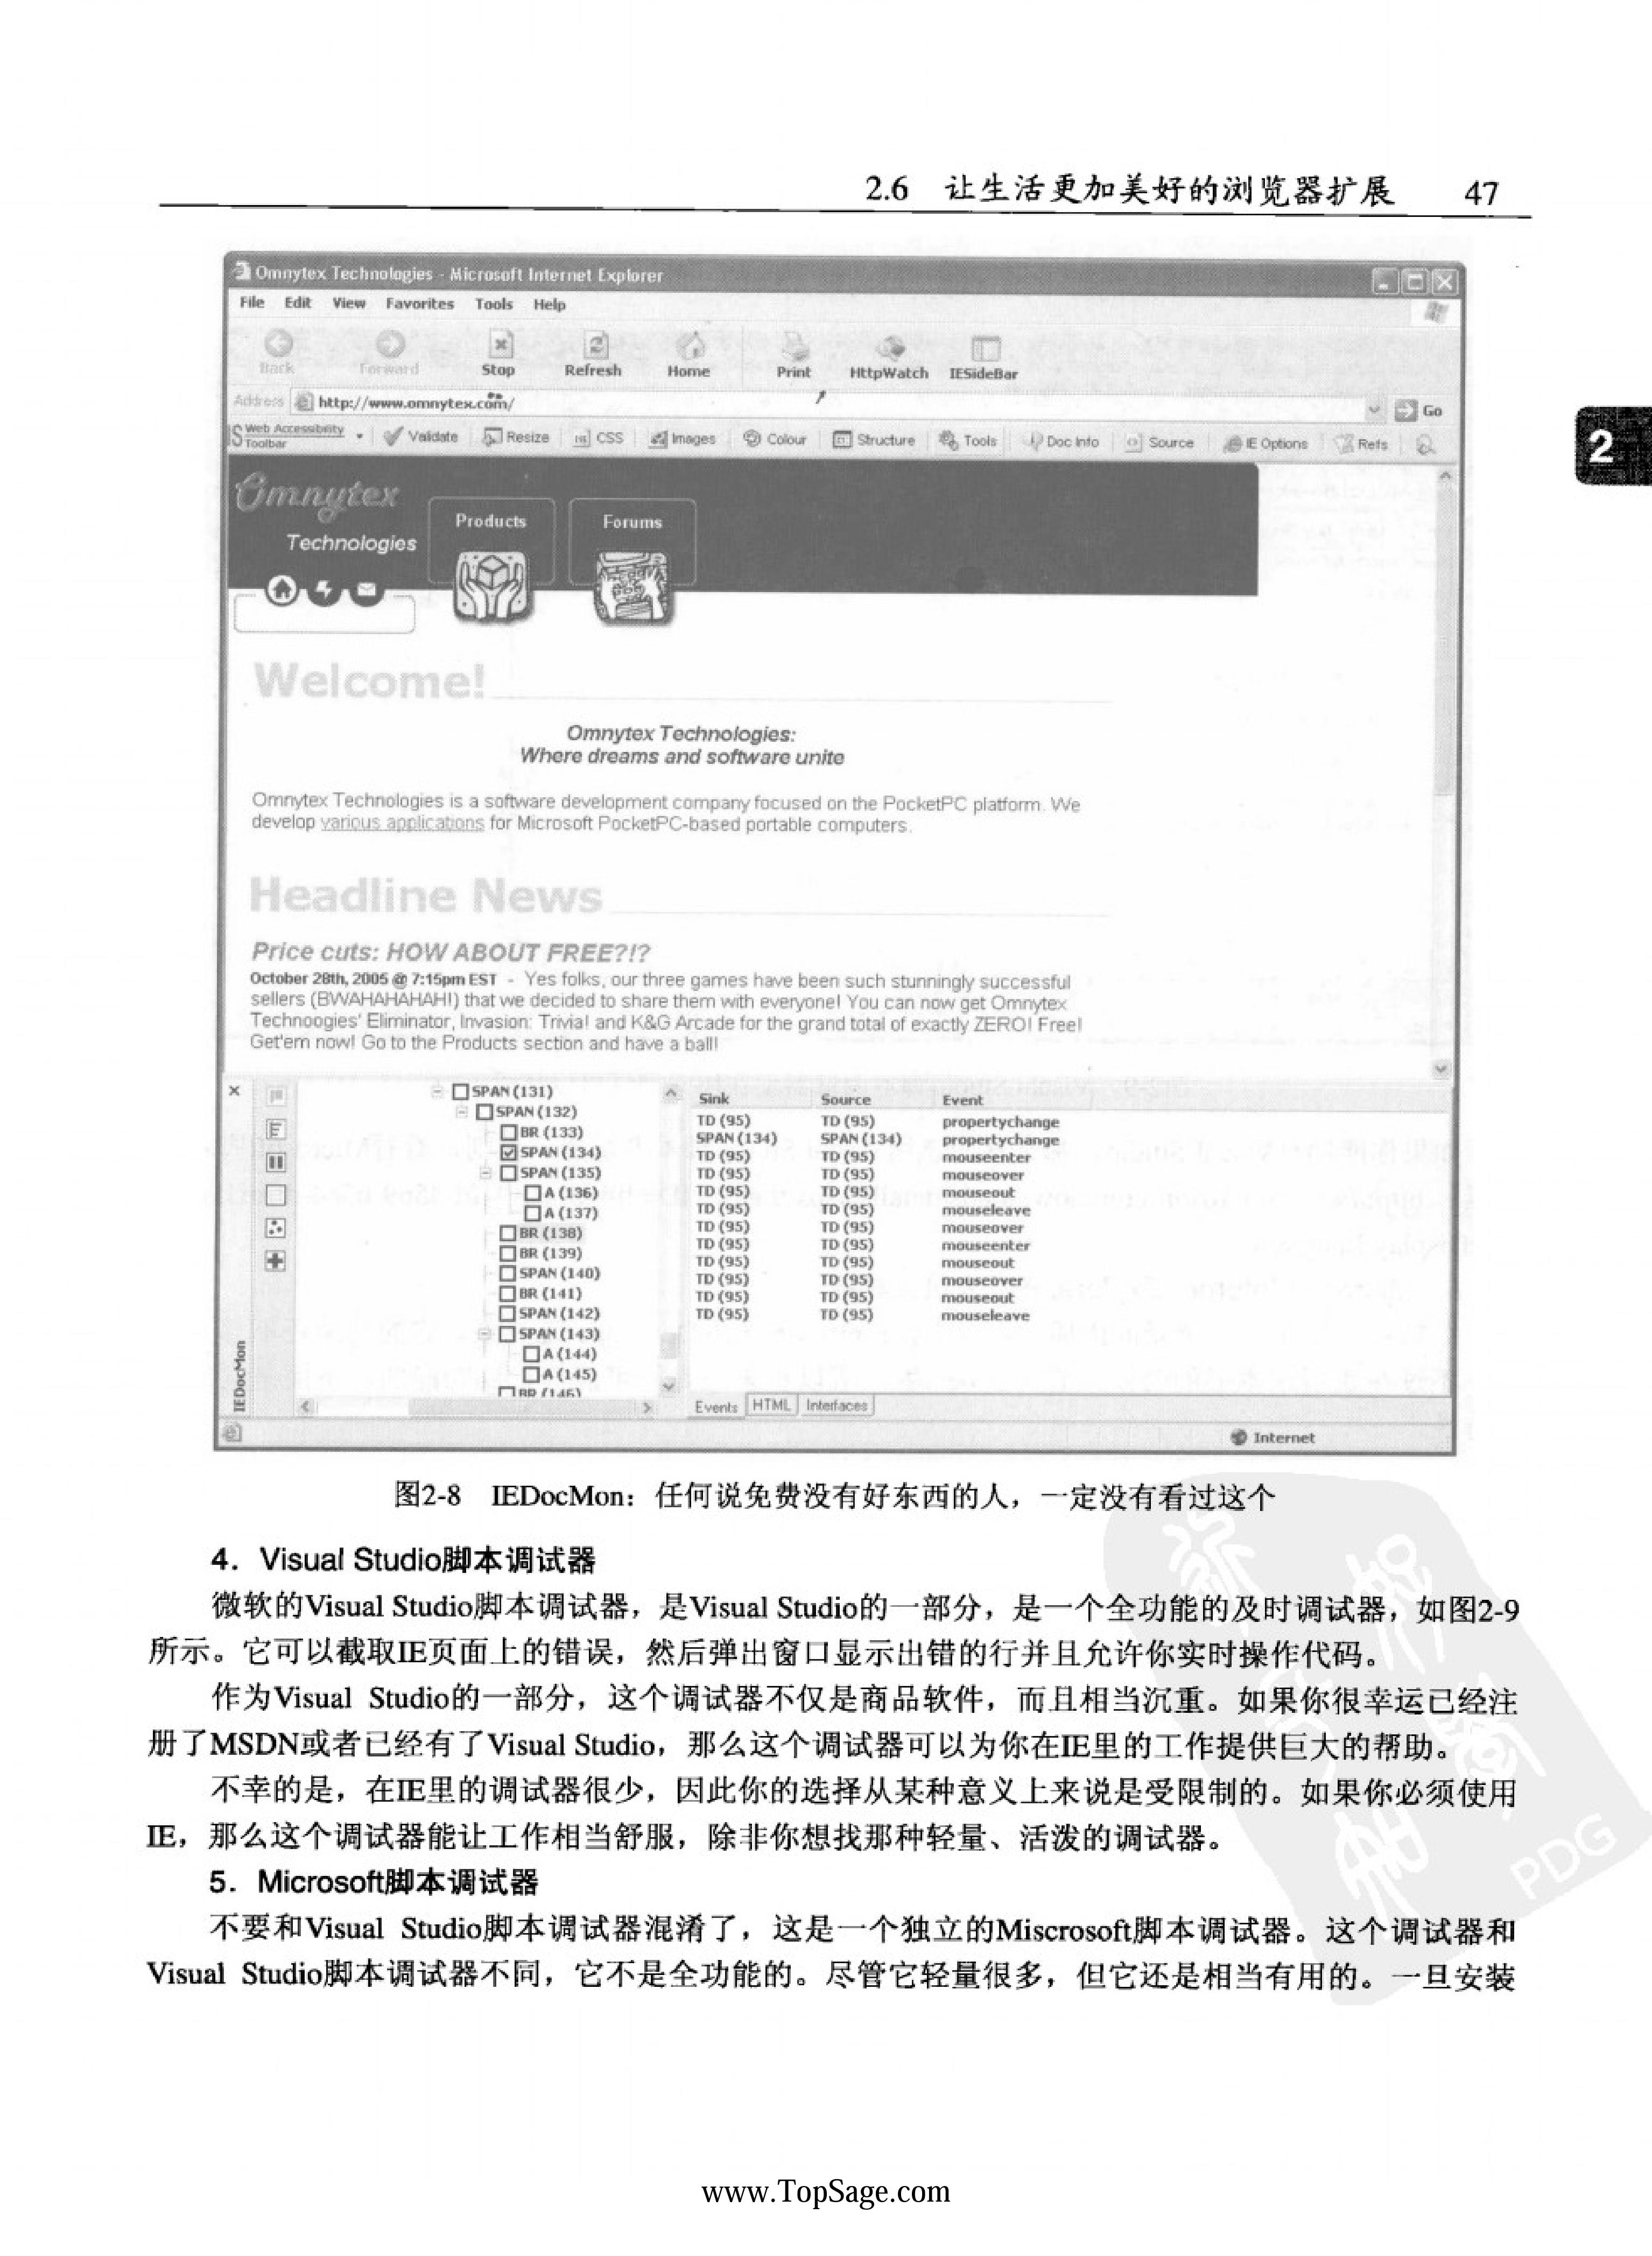 2.6 让生活更加美好的浏览器扩展 47
Omnytex Technologies - Microsoft Internet Explorer
File Edit View Favorites Tools Help
Back Forward Stop Refresh Home Print HttpWatch IESideBar
Address http://www.omnytex.com/ Go
Web Accessibility Toolbar Validate Resize CSS Images Colour Structure Tools Doc Info Source IE Options Refs
2
Omnytex
Technologies
Products Forums
Welcome!
Omnytex Technologies:
Where dreams and software unite
Omnytex Technologies is a software development company focused on the PocketPC platform. We
develop various applications for Microsoft PocketPC-based portable computers.
Headline News
Price cuts: HOW ABOUT FREE?!?
October 28th, 2005 @ 7:15pm EST - Yes folks, our three games have been such stunningly successful
sellers (BWAHAHAHAH!) that we decided to share them with everyone! You can now get Omnytex
Technoogies' Eliminator, Invasion: Trivia! and K&G Arcade for the grand total of exactly ZERO! Free!
Get'em now! Go to the Products section and have a ball!
SPAN (131)
SPAN (132)
BR (133)
SPAN (134)
SPAN (135)
A (136)
A (137)
BR (138)
BR (139)
SPAN (140)
BR (141)
SPAN (142)
SPAN (143)
A (144)
A (145)
BR (146)
IEDocMon
Sink Source Event
TD (95) TD (95) propertychange
SPAN (134) SPAN (134) propertychange
TD (95) TD (95) mouseenter
TD (95) TD (95) mouseover
TD (95) TD (95) mouseout
TD (95) TD (95) mouseleave
TD (95) TD (95) mouseover
TD (95) TD (95) mouseenter
TD (95) TD (95) mouseout
TD (95) TD (95) mouseover
TD (95) TD (95) mouseout
TD (95) TD (95) mouseleave
Events HTML Interfaces
Internet
图2-8 IEDocMon：任何说免费没有好东西的人，一定没有看过这个
4．Visual Studio脚本调试器
微软的Visual Studio脚本调试器，是Visual Studio的一部分，是一个全功能的及时调试器，如图2-9
所示。它可以截取IE页面上的错误，然后弹出窗口显示出错的行并且允许你实时操作代码。
作为Visual Studio的一部分，这个调试器不仅是商品软件，而且相当沉重。如果你很幸运已经注
册了MSDN或者已经有了Visual Studio，那么这个调试器可以为你在IE里的工作提供巨大的帮助。
不幸的是，在IE里的调试器很少，因此你的选择从某种意义上来说是受限制的。如果你必须使用
IE，那么这个调试器能让工作相当舒服，除非你想找那种轻量、活泼的调试器。
5．Microsoft脚本调试器
不要和Visual Studio脚本调试器混淆了，这是一个独立的Miscrosoft脚本调试器。这个调试器和
Visual Studio脚本调试器不同，它不是全功能的。尽管它轻量很多，但它还是相当有用的。一旦安装
PDG
www.TopSage.com